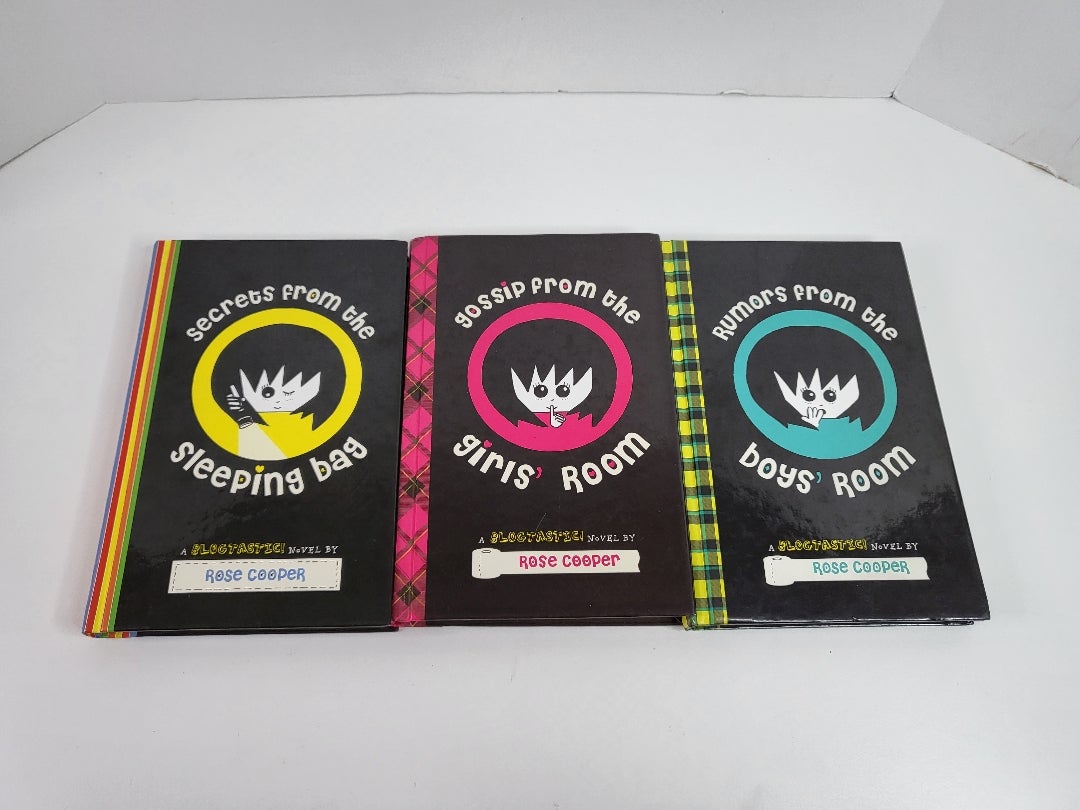 Secrets from the
Sleeping bag
A BLOGTASTIC! NOVEL BY
ROSE COOPER
gossip from the
girls' ROOM
A BLOGTASTIC! NOVEL BY
ROSE COOPER
Rumors from the
boys' ROOM
A BLOGTASTIC! NOVEL BY
ROSE COOPER